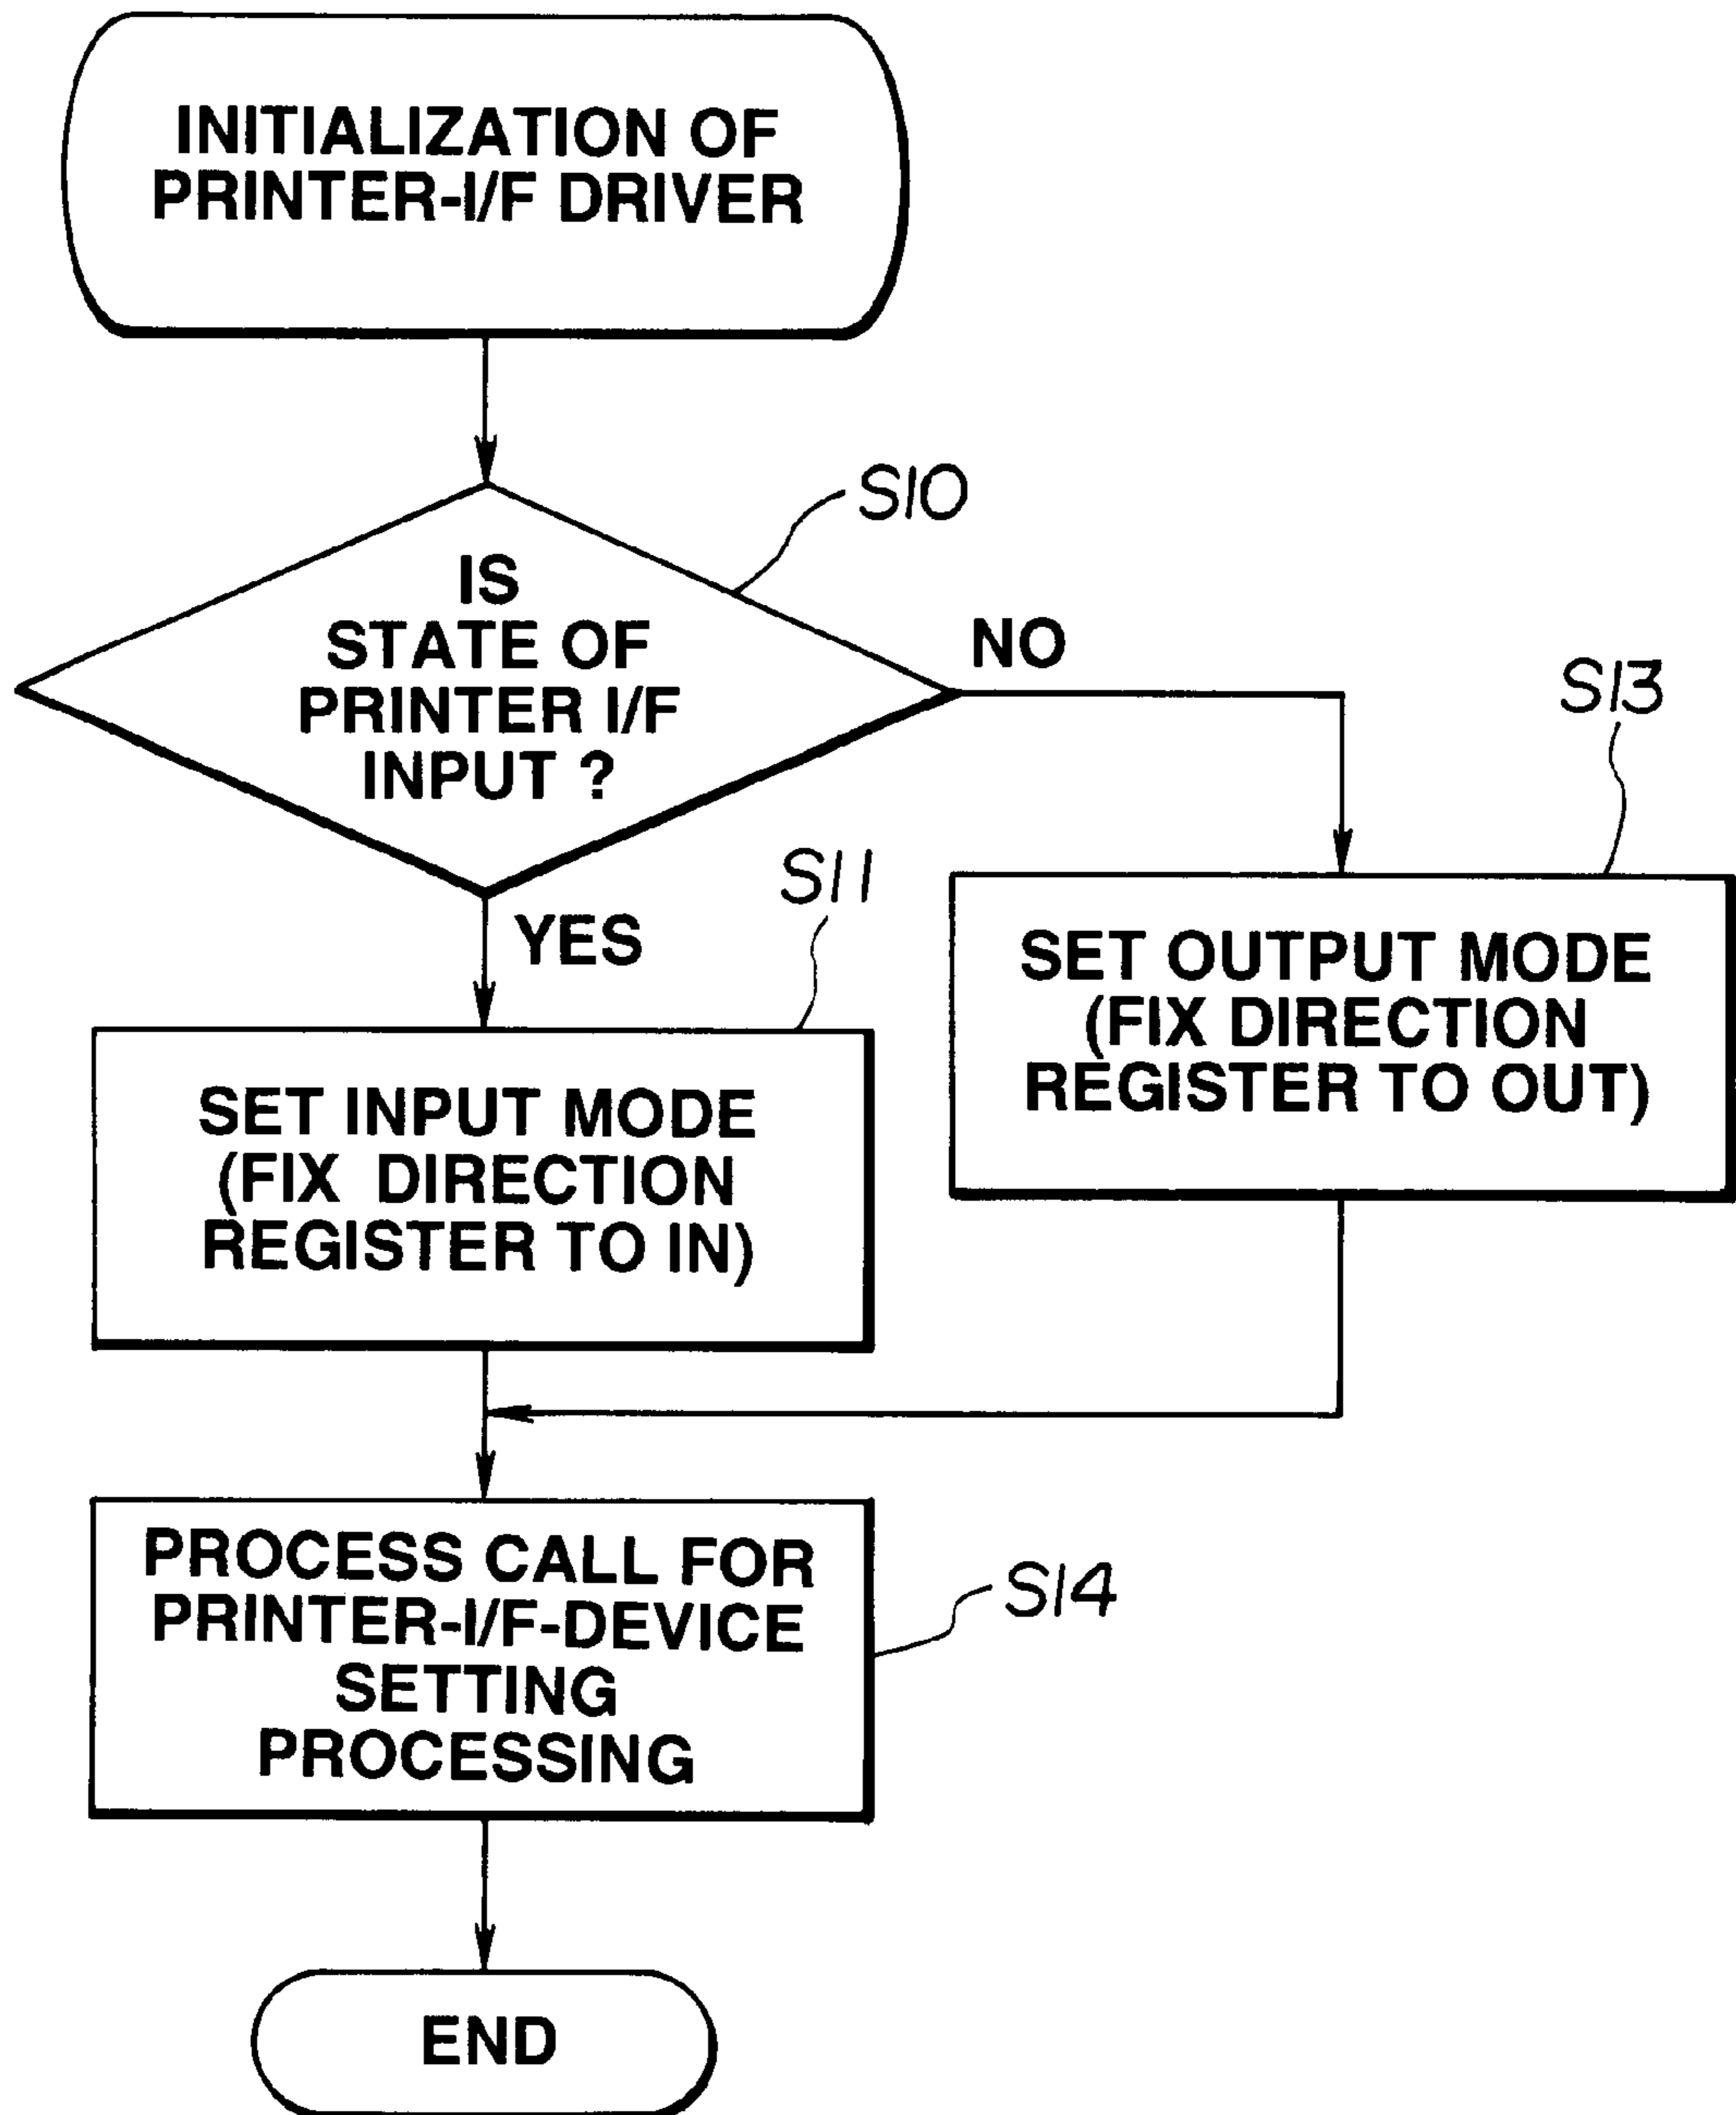 INITIALIZATION OF
PRINTER-I/F DRIVER
S10
IS
STATE OF
PRINTER I/F
INPUT ?
NO
S13
S11
YES
SET OUTPUT MODE
(FIX DIRECTION
REGISTER TO OUT)
SET INPUT MODE
(FIX DIRECTION
REGISTER TO IN)
PROCESS CALL FOR
PRINTER-I/F-DEVICE
SETTING
PROCESSING
S14
END